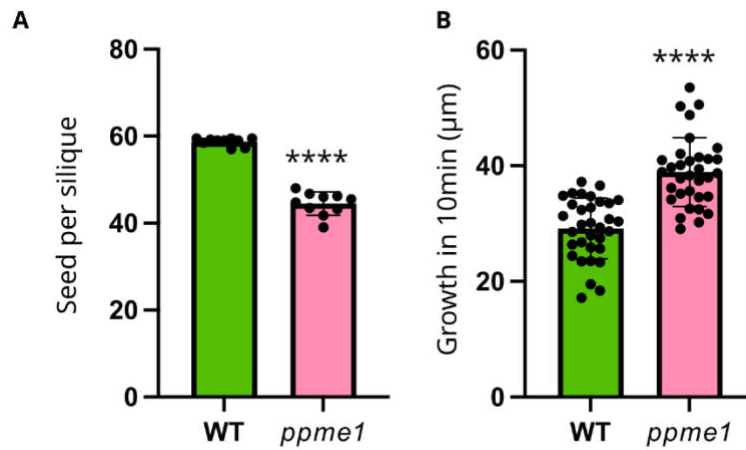 A
Seed per silique
80
60
40
20
0
****
WT ppme1
B
Growth in 10min (μm)
60
40
20
0
****
WT ppme1